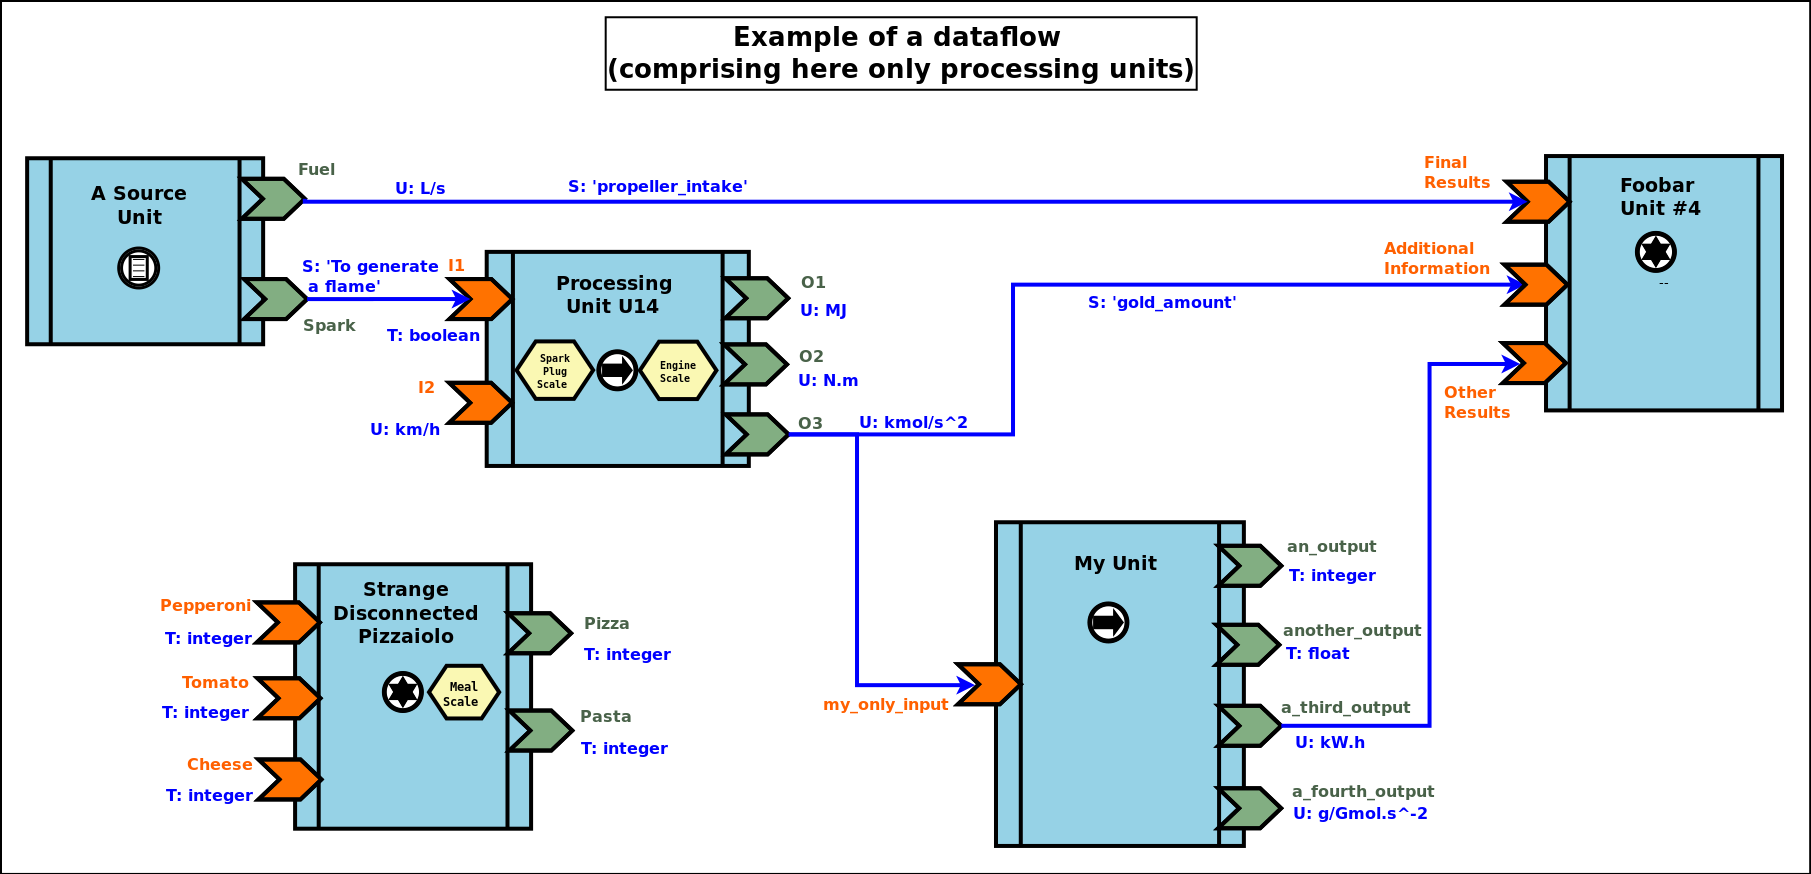 Example of a dataflow
(comprising here only processing units)
A Source
Unit
Fuel
U: L/s
S: 'propeller_intake'
Final
Results
Foobar
Unit #4
--
S: 'To generate
a flame'
I1
Spark
T: boolean
I2
U: km/h
Processing
Unit U14
Spark
Plug
Scale
Engine
Scale
O1
U: MJ
O2
U: N.m
O3
U: kmol/s^2
S: 'gold_amount'
Additional
Information
Other
Results
Strange
Disconnected
Pizzaiolo
Meal
Scale
Pepperoni
T: integer
Tomato
T: integer
Cheese
T: integer
Pizza
T: integer
Pasta
T: integer
My Unit
my_only_input
an_output
T: integer
another_output
T: float
a_third_output
U: kW.h
a_fourth_output
U: g/Gmol.s^-2